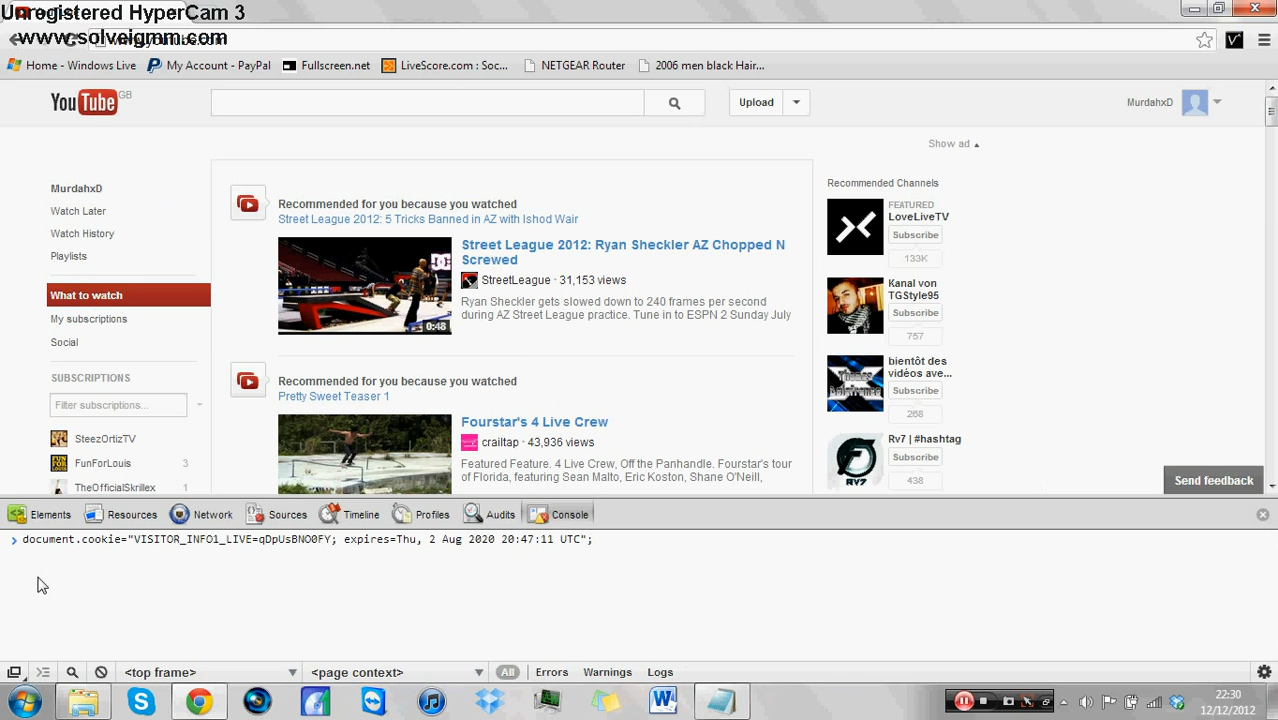 Unregistered HyperCam 3
www.solveigmm.com
Home - Windows Live
My Account - PayPal
Fullscreen.net
LiveScore.com : Soc...
NETGEAR Router
2006 men black Hair...
YouTube GB
Upload
MurdahxD
Show ad
MurdahxD
Watch Later
Watch History
Playlists
What to watch
My subscriptions
Social
SUBSCRIPTIONS
Filter subscriptions...
SteezOrtizTV
FunForLouis 3
TheOfficialSkrillex 1
Recommended for you because you watched
Street League 2012: 5 Tricks Banned in AZ with Ishod Wair
Street League 2012: Ryan Sheckler AZ Chopped N
Screwed
StreetLeague · 31,153 views
Ryan Sheckler gets slowed down to 240 frames per second
during AZ Street League practice. Tune in to ESPN 2 Sunday July
0:48
Recommended for you because you watched
Pretty Sweet Teaser 1
Fourstar's 4 Live Crew
crailtap · 43,936 views
Featured Feature. 4 Live Crew, Off the Panhandle. Fourstar's tour
of Florida, featuring Sean Malto, Eric Koston, Shane O'Neill,
Recommended Channels
FEATURED
LoveLiveTV
Subscribe
133K
Kanal von
TGStyle95
Subscribe
757
bientôt des
vidéos ave...
Subscribe
268
Rv7 | #hashtag
Subscribe
438
RV7
Send feedback
Elements
Resources
Network
Sources
Timeline
Profiles
Audits
Console
document.cookie="VISITOR_INFO1_LIVE=qDpUsBNO0FY; expires=Thu, 2 Aug 2020 20:47:11 UTC";
<top frame>
<page context>
All
Errors
Warnings
Logs
22:30
12/12/2012